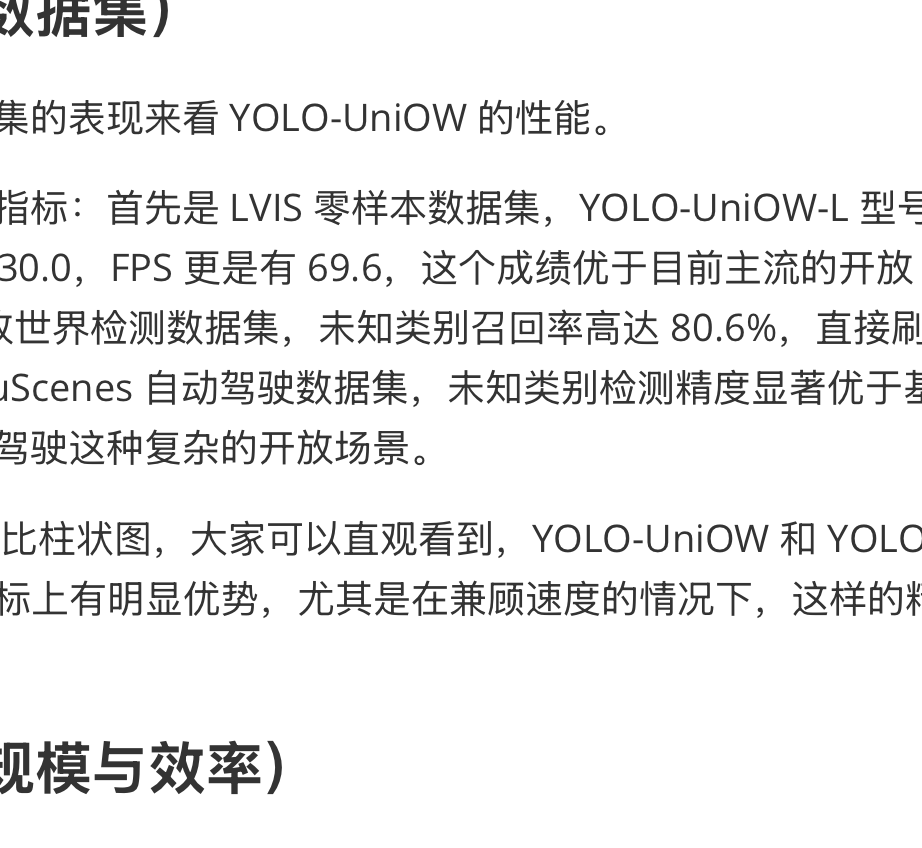 数据集）
集的表现来看 YOLO-UniOW 的性能。
指标：首先是 LVIS 零样本数据集，YOLO-UniOW-L 型号
30.0，FPS 更是有 69.6，这个成绩优于目前主流的开放
放世界检测数据集，未知类别召回率高达 80.6%，直接刷
uScenes 自动驾驶数据集，未知类别检测精度显著优于基
驾驶这种复杂的开放场景。
比柱状图，大家可以直观看到，YOLO-UniOW 和 YOLO
标上有明显优势，尤其是在兼顾速度的情况下，这样的精
规模与效率）